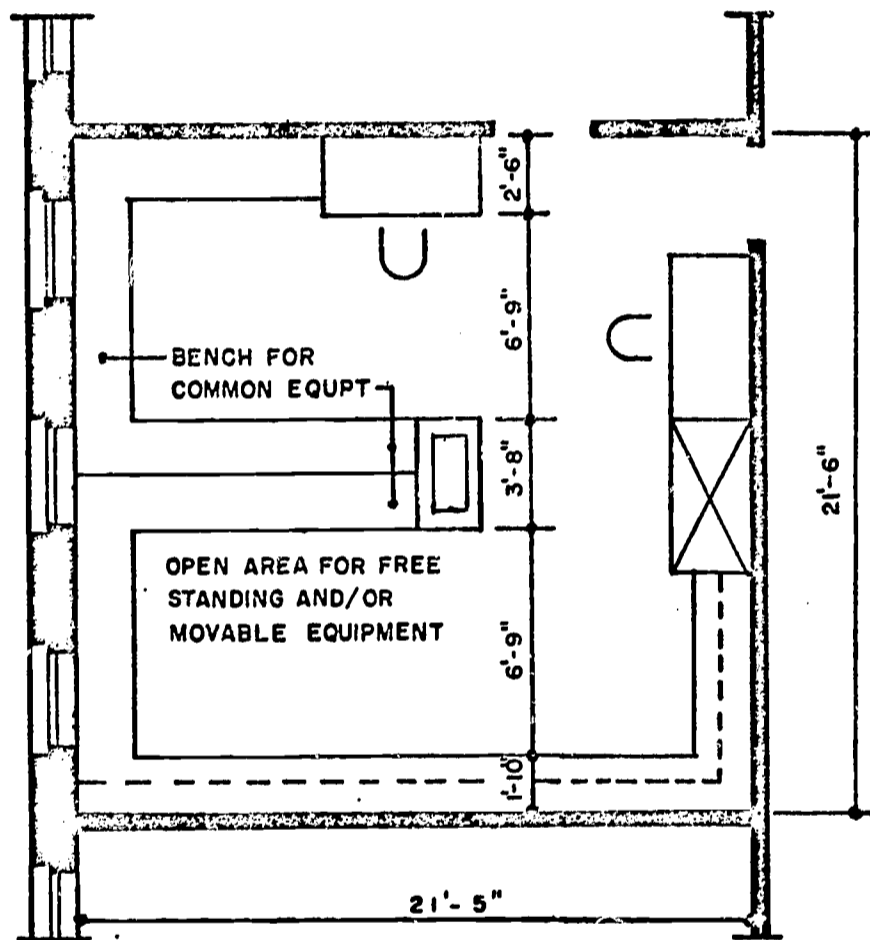 2'-6"
6'-9"
BENCH FOR
COMMON EQUPT
3'-8"
21'-6"
OPEN AREA FOR FREE
STANDING AND/OR
MOVABLE EQUIPMENT
6'-9"
1'-10
21'-5"